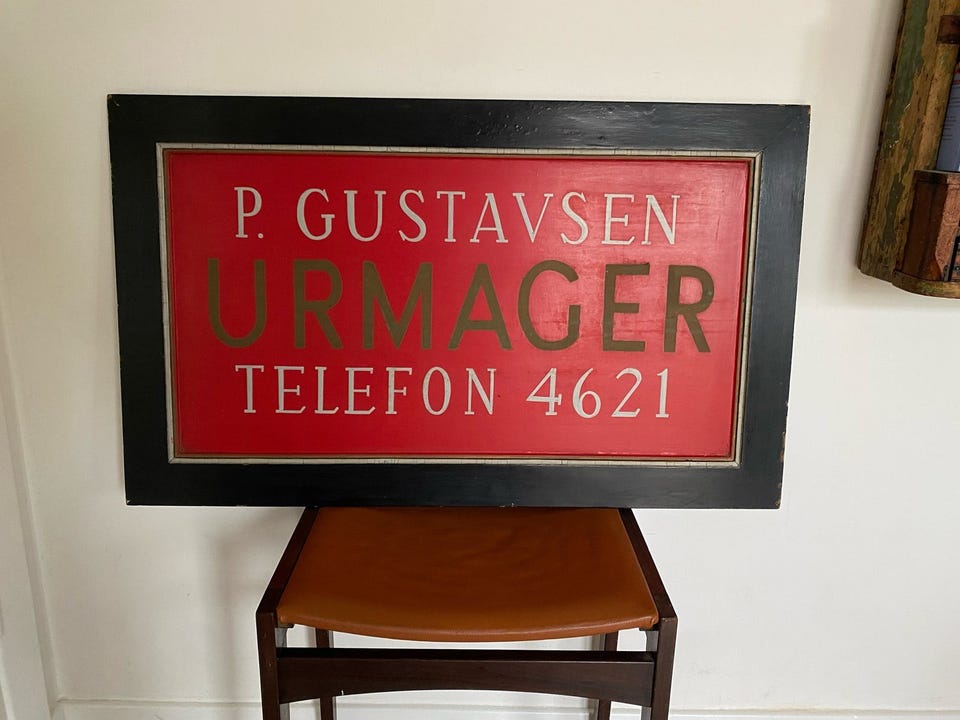 P. GUSTAVSEN
URMAGER
TELEFON 4621